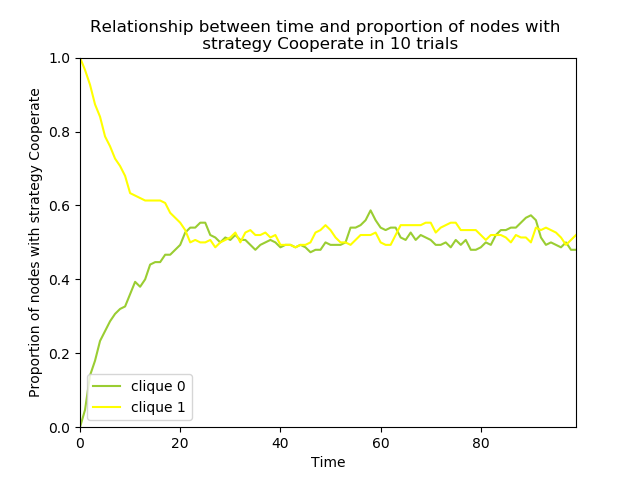 Relationship between time and proportion of nodes with
strategy Cooperate in 10 trials
Proportion of nodes with strategy Cooperate
1.0
0.8
0.6
0.4
0.2
0.0
clique 0
clique 1
0
20
40
60
80
Time